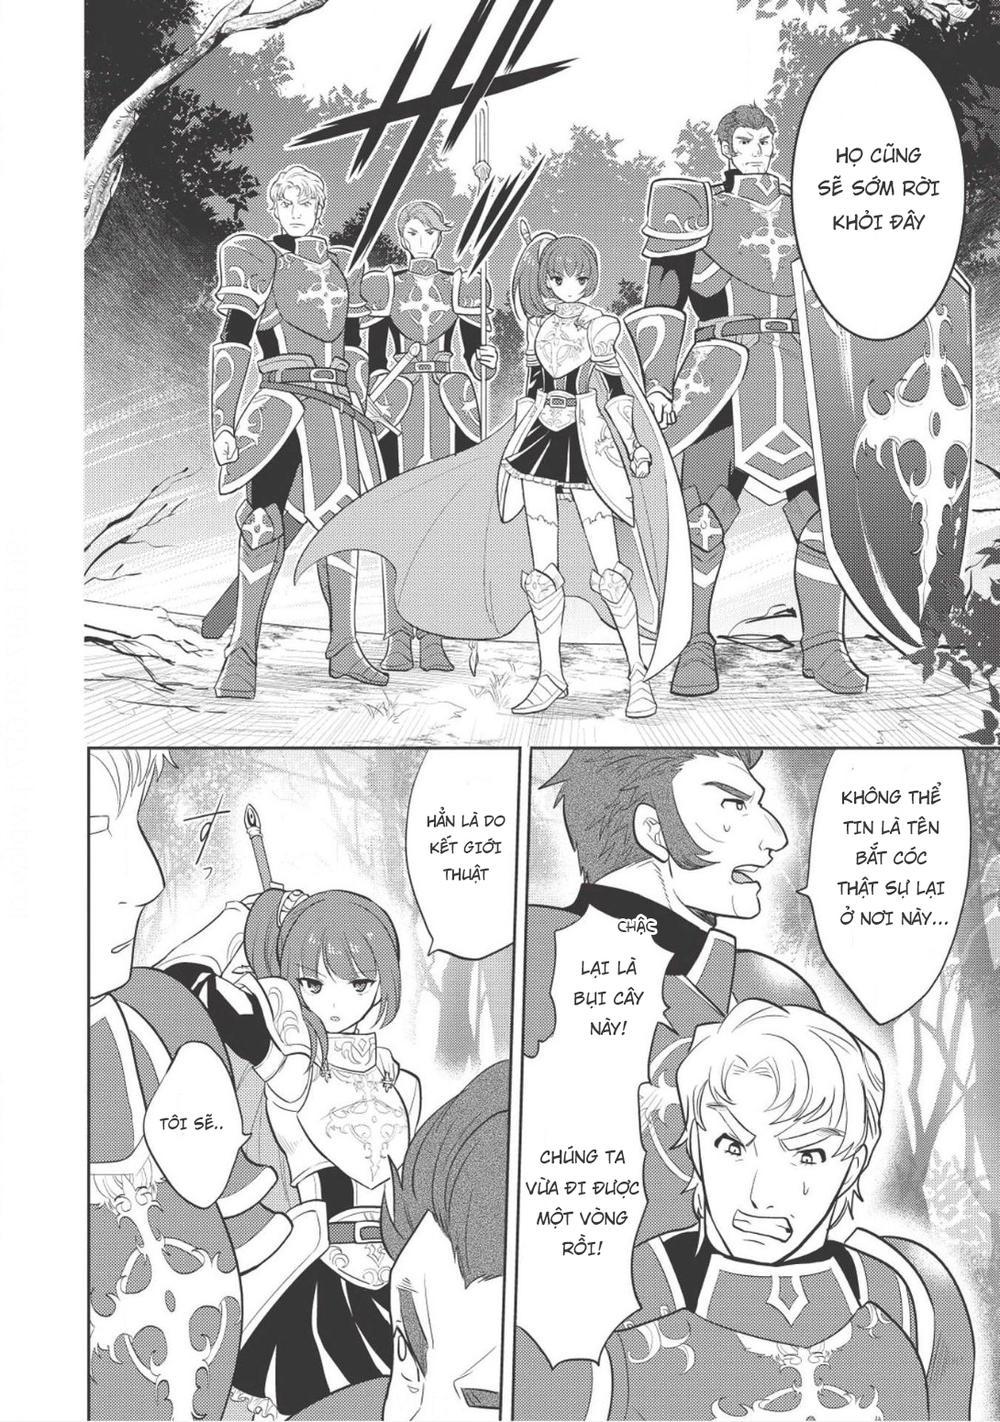 HỌ CŨNG
SẼ SỚM RỜI
KHỎI ĐÂY
KHÔNG THỂ
TIN LÀ TÊN
BẮT CÓC
THẬT SỰ LẠI
Ở NƠI NÀY...
CHẬC
LẠI LÀ
BỤI CÂY
NÀY!
CHÚNG TA
VỪA ĐI ĐƯỢC
MỘT VÒNG
RỒI!
HẲN LÀ DO
KẾT GIỚI
THUẬT
TÔI SẼ..